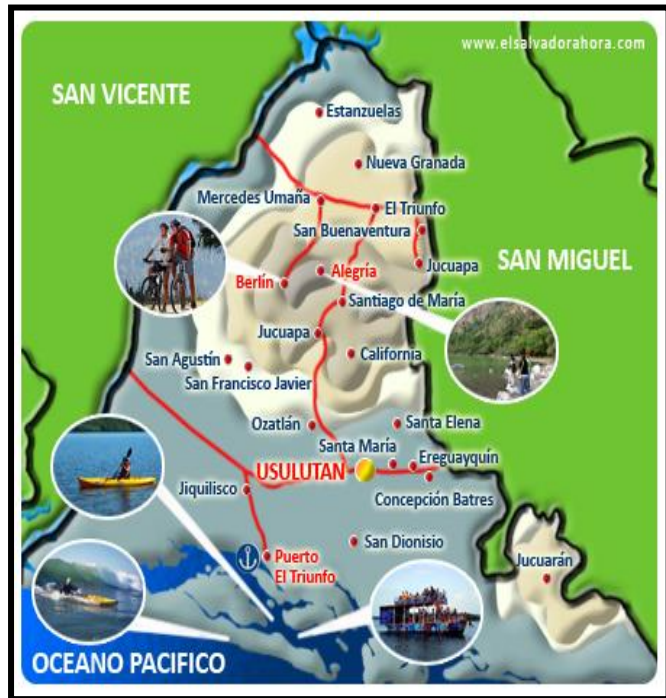 www.elsalvadorahora.com
SAN VICENTE
Estanzuelas
Nueva Granada
Mercedes Umaña
El Triunfo
San Buenaventura
SAN MIGUEL
Alegría
Jucuapa
Berlín
Santiago de María
Jucuapa
San Agustín
California
San Francisco Javier
Ozatlán
Santa Elena
Santa María
Ereguayquín
USULUTAN
Jiquilisco
Concepción Batres
San Dionisio
Puerto
El Triunfo
Jucuarán
OCEANO PACIFICO